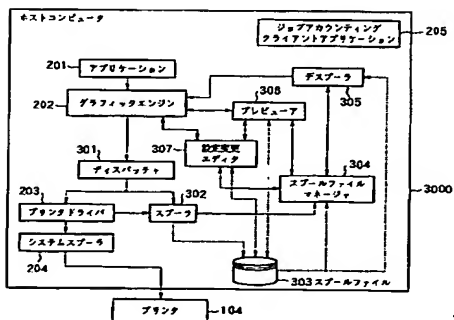 ホストコンピュータ
ジョブアカウンティング
クライアントアプリケーション
205
201
アプリケーション
デスプーラ
305
202
グラフィックエンジン
306
プレビューア
307
設定変更
エディタ
301
ディスパッチャ
304
スプールファイル
マネージャ
3000
302
203
プリンタドライバ
スプーラ
システムスプーラ
204
303 スプールファイル
プリンタ
104